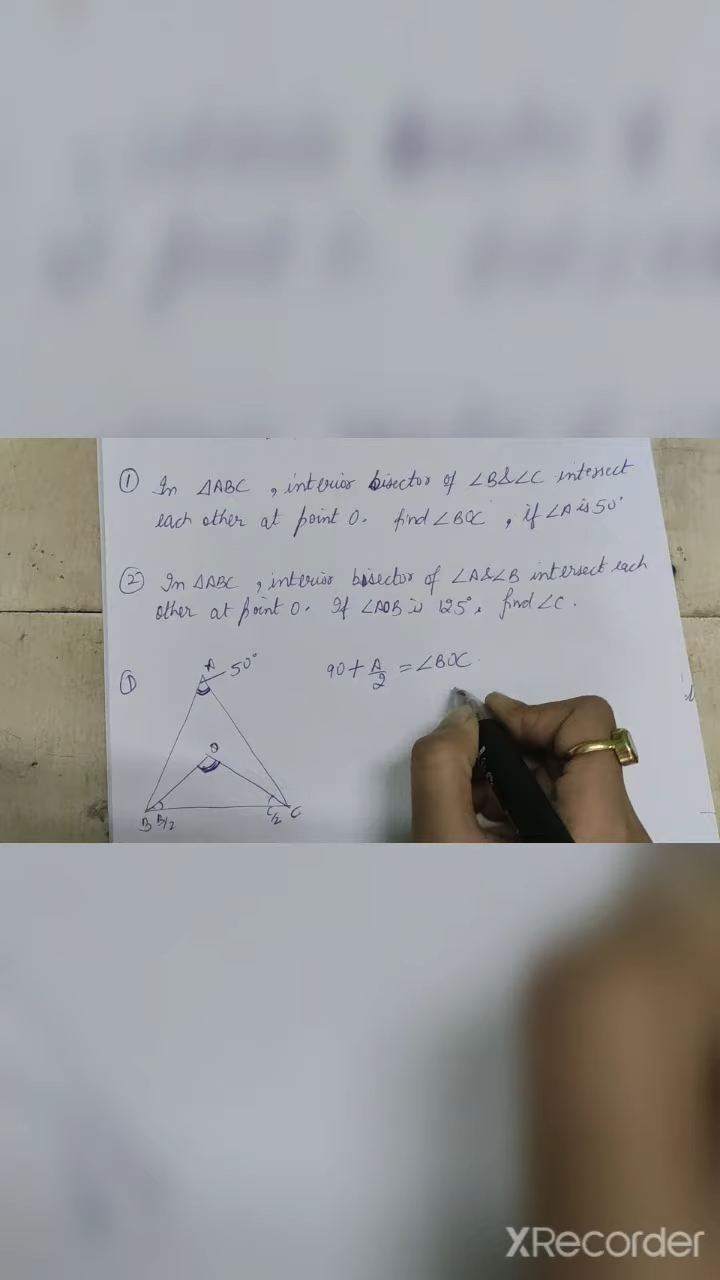 ① In ΔABC , interior bisector of ∠B&∠C intersect
each other at point O. find ∠BOC , if ∠A is 50°
② In ΔABC , interior bisector of ∠A&∠B intersect each
other at point O. If ∠AOB is 125°, find ∠C.
① A 50° 90+A/2 = ∠BOC.
O
B B/2 C/2 C
XRecorder